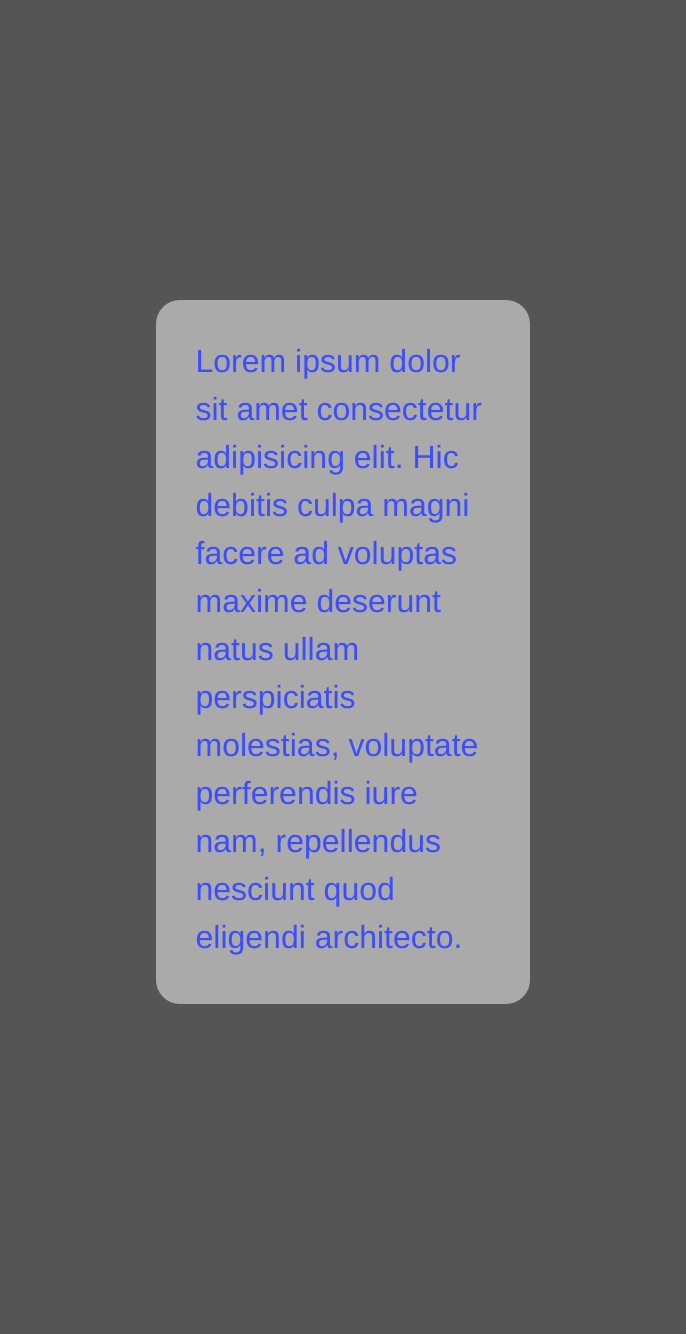 Lorem ipsum dolor
sit amet consectetur
adipisicing elit. Hic
debitis culpa magni
facere ad voluptas
maxime deserunt
natus ullam
perspiciatis
molestias, voluptate
perferendis iure
nam, repellendus
nesciunt quod
eligendi architecto.